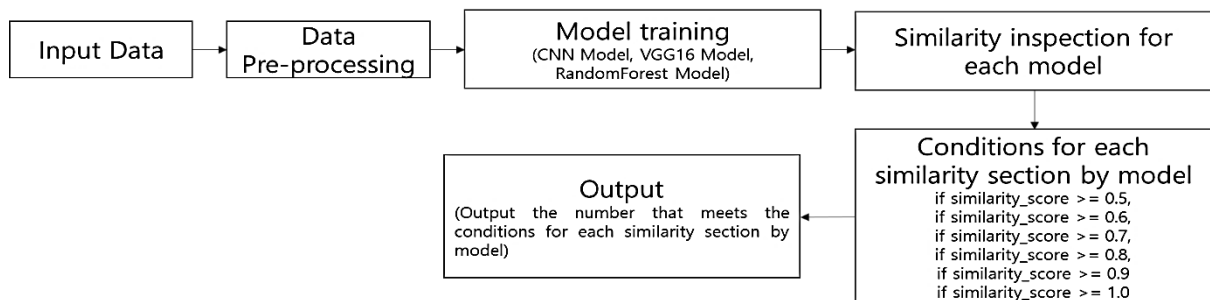 Input Data
Data
Pre-processing
Model training
(CNN Model, VGG16 Model,
RandomForest Model)
Similarity inspection for
each model
Conditions for each
similarity section by model
if similarity_score >= 0.5,
if similarity_score >= 0.6,
if similarity_score >= 0.7,
if similarity_score >= 0.8,
if similarity_score >= 0.9
if similarity_score >= 1.0
Output
(Output the number that meets the
conditions for each similarity section by
model)